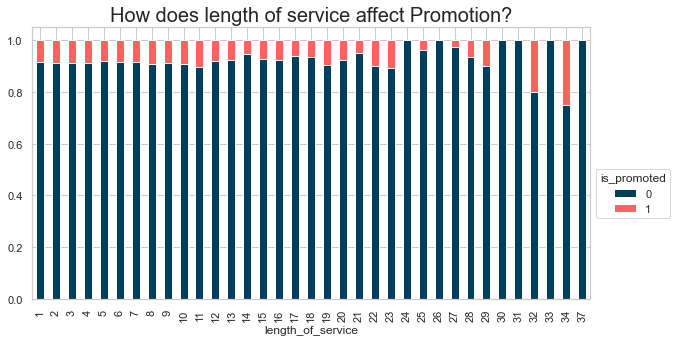 How does length of service affect Promotion?
1.0
0.8
0.6
0.4
0.2
0.0
1 2 3 4 5 6 7 8 9 10 11 12 13 14 15 16 17 18 19 20 21 22 23 24 25 26 27 28 29 30 31 32 33 34 37
length_of_service
is_promoted
0
1